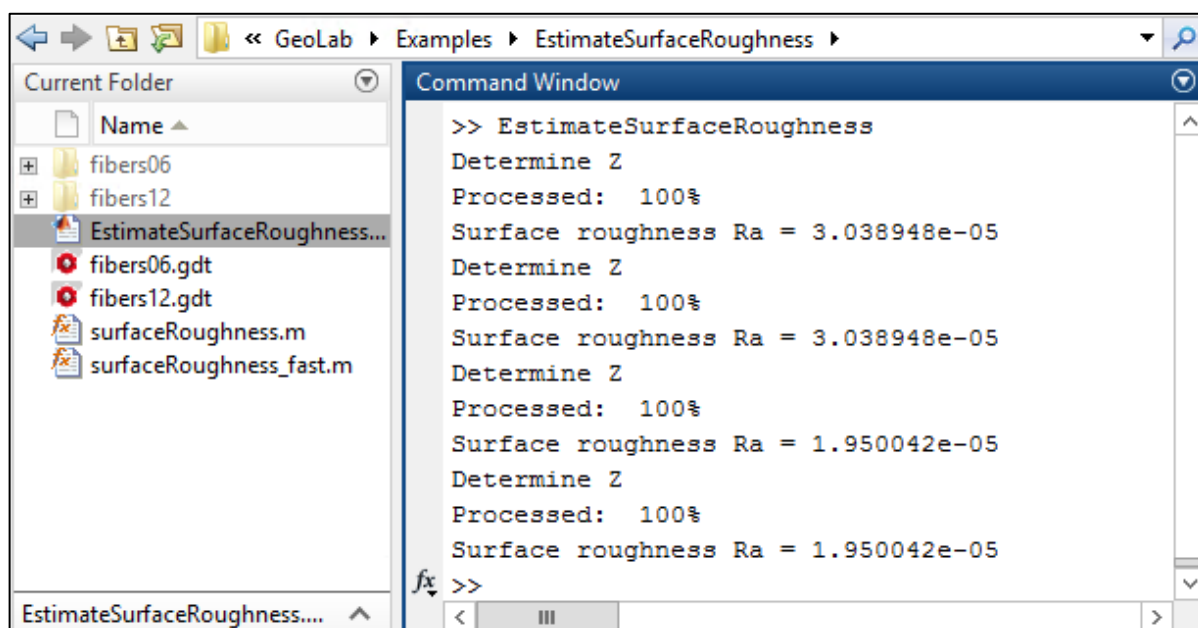 « GeoLab ▸ Examples ▸ EstimateSurfaceRoughness ▸
Current Folder
Name
fibers06
fibers12
EstimateSurfaceRoughness...
fibers06.gdt
fibers12.gdt
surfaceRoughness.m
surfaceRoughness_fast.m
EstimateSurfaceRoughness....
Command Window
>> EstimateSurfaceRoughness
Determine Z
Processed:  100%
Surface roughness Ra = 3.038948e-05
Determine Z
Processed:  100%
Surface roughness Ra = 3.038948e-05
Determine Z
Processed:  100%
Surface roughness Ra = 1.950042e-05
Determine Z
Processed:  100%
Surface roughness Ra = 1.950042e-05
fx >>